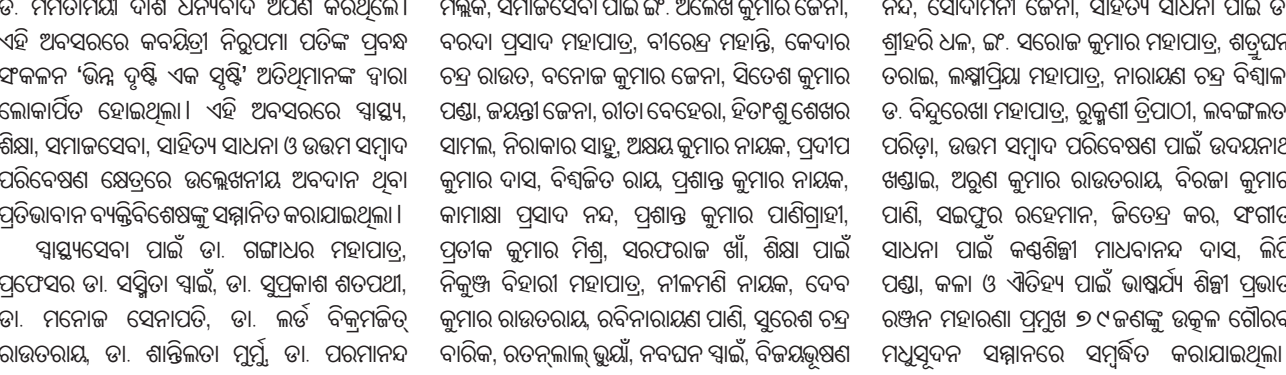 ଡ. ମମତାମୟୀ ଦାଶ ଧନ୍ୟବାଦ ଅର୍ପଣ କରଥିଲେ।
ଏହି ଅବସରରେ କବୟିତ୍ରୀ ନିରୁପମା ପତିଙ୍କ ପ୍ରବନ୍ଧ
ସଂକଳନ ‘ଭିନ୍ନ ଦୃଷ୍ଟି ଏକ ସୃଷ୍ଟି’ ଅତିଥିମାନଙ୍କ ଦ୍ୱାରା
ଲୋକାର୍ପିତ ହୋଇଥିଲା। ଏହି ଅବସରରେ ସ୍ୱାସ୍ଥ୍ୟ,
ଶିକ୍ଷା, ସମାଜସେବା, ସାହିତ୍ୟ ସାଧନା ଓ ଉତ୍ତମ ସମ୍ବାଦ
ପରିବେଷଣ କ୍ଷେତ୍ରରେ ଉଲ୍ଲେଖନୀୟ ଅବଦାନ ଥିବା
ପ୍ରତିଭାବାନ ବ୍ୟକ୍ତିବିଶେଷଙ୍କୁ ସମ୍ମାନିତ କରାଯାଇଥିଲା।
ସ୍ୱାସ୍ଥ୍ୟସେବା ପାଇଁ ଡା. ଗଙ୍ଗାଧର ମହାପାତ୍ର,
ପ୍ରଫେସର ଡା. ସସ୍ମିତା ସ୍ୱାଇଁ, ଡା. ସୁପ୍ରକାଶ ଶତପଥୀ,
ଡା. ମନୋଜ ସେନାପତି, ଡା. ଲର୍ଡ ବିକ୍ରମଜିତ୍
ରାଉତରାୟ, ଡା. ଶାନ୍ତିଲତା ମୁର୍ମୁ, ଡା. ପରମାନନ୍ଦ
ମଲ୍ଲିକ, ସମାଜସେବା ପାଇଁ ଇଂ. ଅଲେଖ କୁମାର ଜେନା,
ବରଦା ପ୍ରସାଦ ମହାପାତ୍ର, ବୀରେନ୍ଦ୍ର ମହାନ୍ତି, କେଦାର
ଚନ୍ଦ୍ର ରାଉତ, ବନୋଜ କୁମାର ଜେନା, ସିତେଶ କୁମାର
ପଣ୍ଡା, ଜୟନ୍ତୀ ଜେନା, ରୀତା ବେହେରା, ହିତାଂଶୁ ଶେଖର
ସାମଲ, ନିରାକାର ସାହୁ, ଅକ୍ଷୟ କୁମାର ନାୟକ, ପ୍ରଦୀପ
କୁମାର ଦାସ, ବିଶ୍ୱଜିତ ରାୟ, ପ୍ରଶାନ୍ତ କୁମାର ନାୟକ,
କାମାକ୍ଷା ପ୍ରସାଦ ନନ୍ଦ, ପ୍ରଶାନ୍ତ କୁମାର ପାଣିଗ୍ରାହୀ,
ପ୍ରତୀକ କୁମାର ମିଶ୍ର, ସରଫରାଜ ଖାଁ, ଶିକ୍ଷା ପାଇଁ
ନିକୁଞ୍ଜ ବିହାରୀ ମହାପାତ୍ର, ନୀଳମଣି ନାୟକ, ଦେବ
କୁମାର ରାଉତରାୟ, ରବିନାରାୟଣ ପାଣି, ସୁରେଶ ଚନ୍ଦ୍ର
ବାରିକ, ରତନ୍‌ଲାଲ୍ ଭୁୟାଁ, ନବଘନ ସ୍ୱାଇଁ, ବିଜୟଭୂଷଣ
ନନ୍ଦ, ସୌଦାମିନୀ ଜେନା, ସାହିତ୍ୟ ସାଧନା ପାଇଁ ଡ
ଶ୍ରୀହରି ଧଳ, ଇଂ. ସରୋଜ କୁମାର ମହାପାତ୍ର, ଶତ୍ରୁଘନ
ତରାଇ, ଲକ୍ଷ୍ମୀପ୍ରିୟା ମହାପାତ୍ର, ନାରାୟଣ ଚନ୍ଦ୍ର ବିଶ୍ୱାଳ
ଡ. ବିନ୍ଦୁରେଖା ମହାପାତ୍ର, ରୁକ୍ମଣୀ ତ୍ରିପାଠୀ, ଲବଙ୍ଗଲତ
ପରିଡ଼ା, ଉତ୍ତମ ସମ୍ବାଦ ପରିବେଷଣ ପାଇଁ ଉଦୟନାଥ
ଖଣ୍ଡାଇ, ଅରୁଣ କୁମାର ରାଉତରାୟ, ବିରଜା କୁମାର
ପାଣି, ସଇଫୁର ରହେମାନ, ଜିତେନ୍ଦ୍ର କର, ସଂଗୀତ
ସାଧନା ପାଇଁ କଣ୍ଠଶିଳ୍ପୀ ମାଧବାନନ୍ଦ ଦାସ, ଲିପି
ପଣ୍ଡା, କଳା ଓ ଐତିହ୍ୟ ପାଇଁ ଭାଷ୍କର୍ଯ୍ୟ ଶିଳ୍ପୀ ପ୍ରଭାତ
ରଞ୍ଜନ ମହାରଣା ପ୍ରମୁଖ ୭୯ଜଣଙ୍କୁ ଉତ୍କଳ ଗୌରବ
ମଧୁସୂଦନ ସମ୍ମାନରେ ସମ୍ବର୍ଦ୍ଧିତ କରାଯାଇଥିଲା